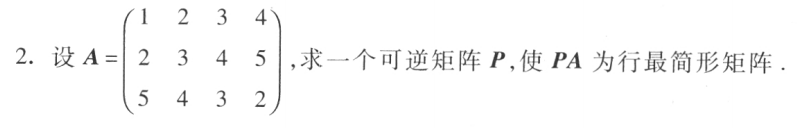 2. 设 A = ( 1 2 3 4
2 3 4 5
5 4 3 2 ), 求一个可逆矩阵 P, 使 PA 为行最简形矩阵.